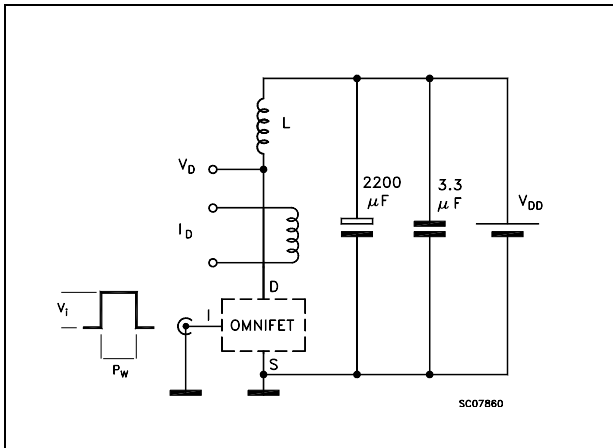 L
V_D
2200
μF
3.3
μF
V_DD
I_D
D
V_i
I
OMNIFET
P_W
S
SC07860